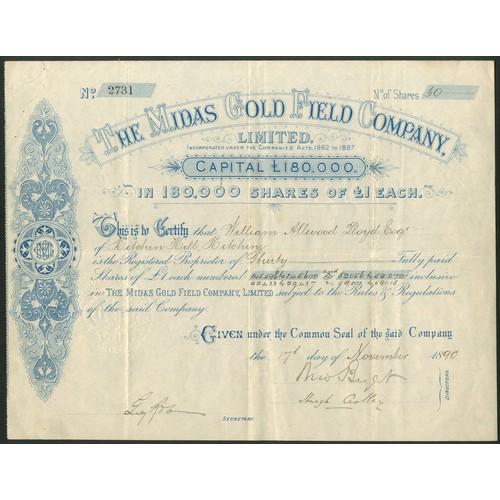 No 2731
No of Shares 30
THE MIDAS GOLD FIELD COMPANY,
LIMITED.
INCORPORATED UNDER THE COMPANIES' ACTS, 1862 TO 1887.
CAPITAL £180,000.
IN 180,000 SHARES OF £1 EACH.
This is to Certify that William Allwood Lloyd Esqr
of Hitchin Hill Hitchin
is the Registered Proprietor of Thirty Fully paid
Shares of £1 each numbered inclusive
in THE MIDAS GOLD FIELD COMPANY, LIMITED subject to the Rules & Regulations
of the said Company.
GIVEN under the Common Seal of the said Company
the 17th day of November 1890
DIRECTORS.
SECRETARY.